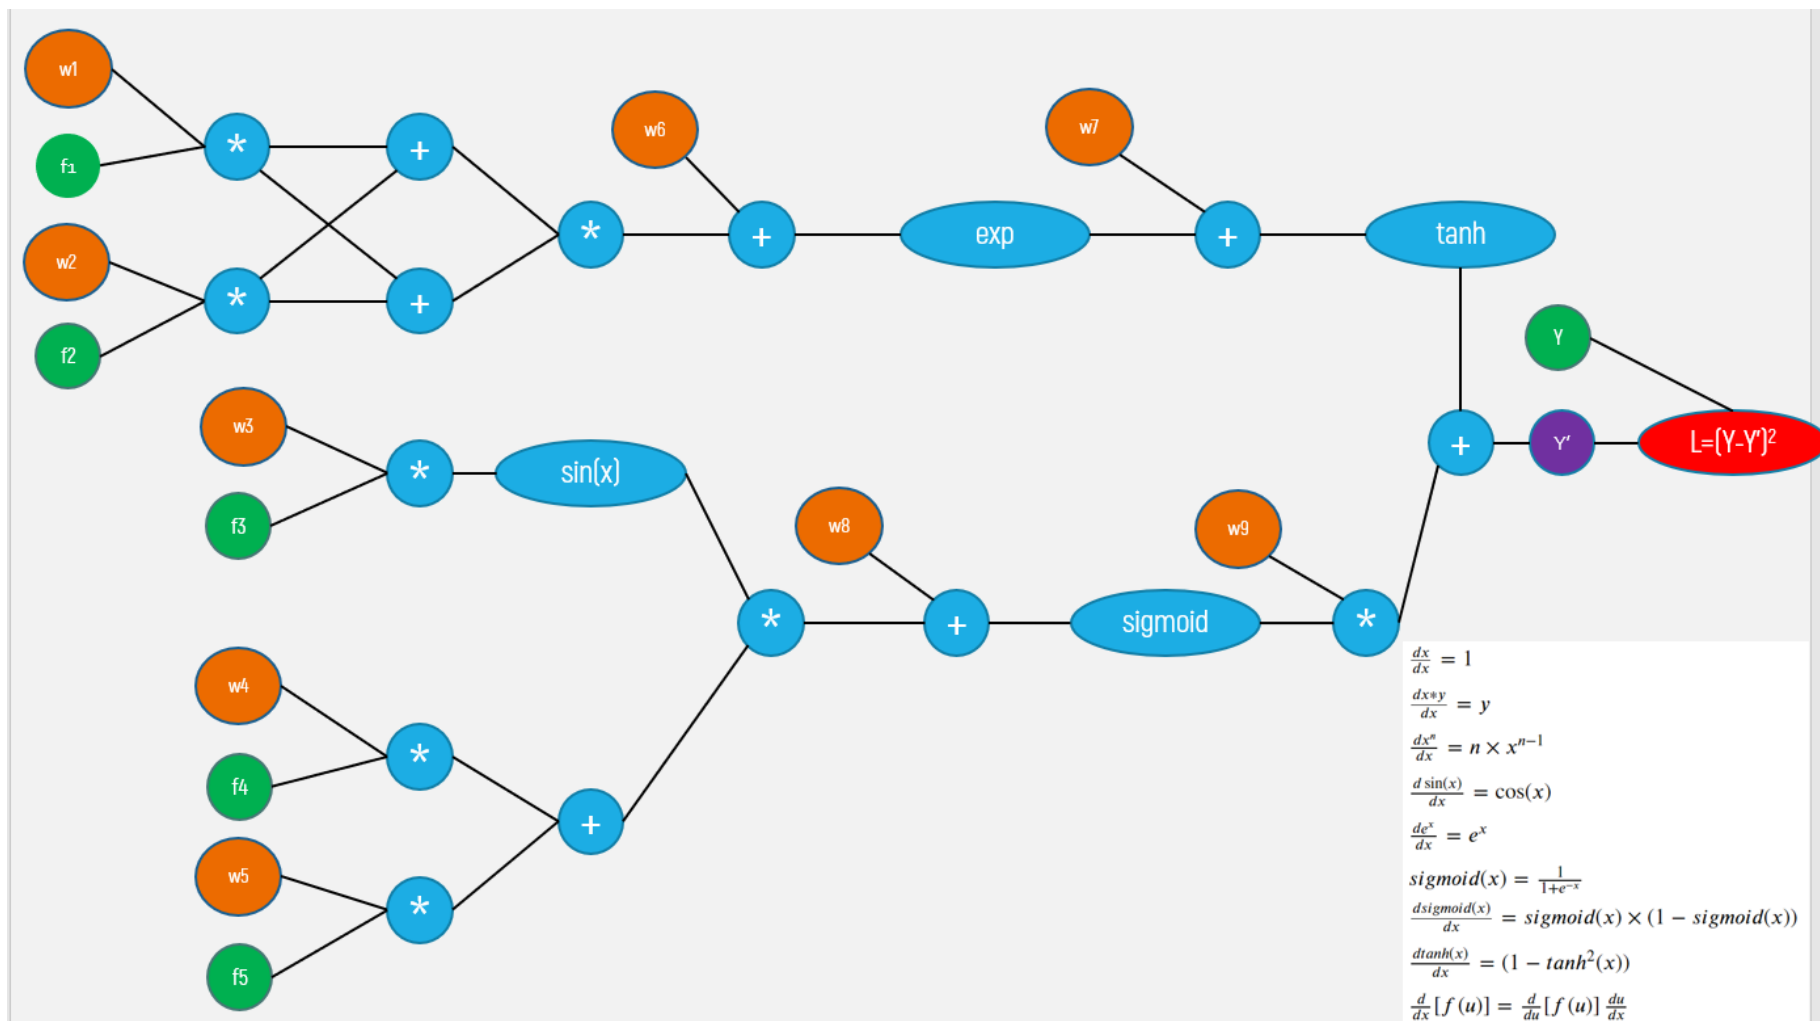 w1
f1
*
+
w2
f2
*
+
*
w6
+
exp
w7
+
tanh
Y
w3
f3
*
sin(x)
+
Y'
L=(Y-Y')²
w8
w9
*
+
sigmoid
*
w4
f4
*
w5
f5
*
+
dx/dx = 1
dx*y/dx = y
dxⁿ/dx = n × xⁿ⁻¹
d sin(x)/dx = cos(x)
deˣ/dx = eˣ
sigmoid(x) = 1/1+e⁻ˣ
dsigmoid(x)/dx = sigmoid(x) × (1 − sigmoid(x))
dtanh(x)/dx = (1 − tanh²(x))
d/dx [f(u)] = d/du [f(u)] du/dx